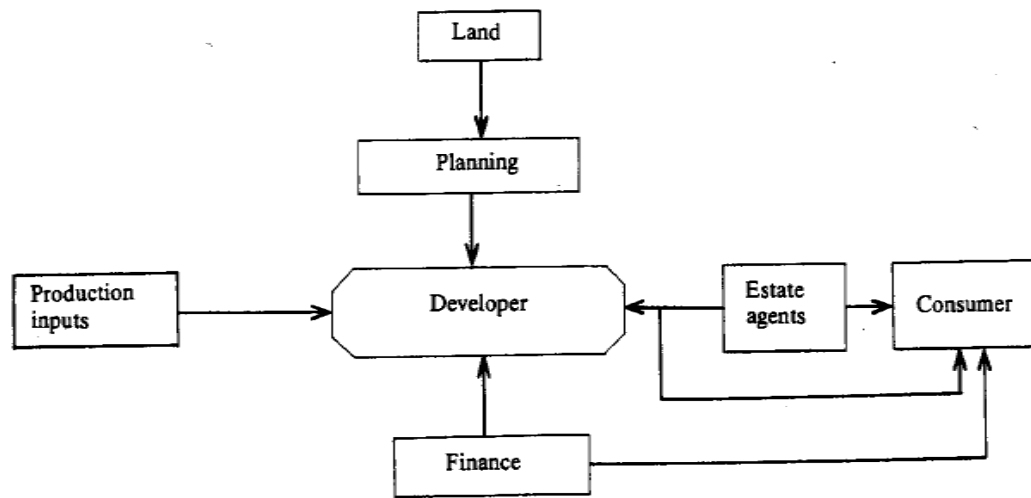 Land
Planning
Production
inputs
Developer
Estate
agents
Consumer
Finance